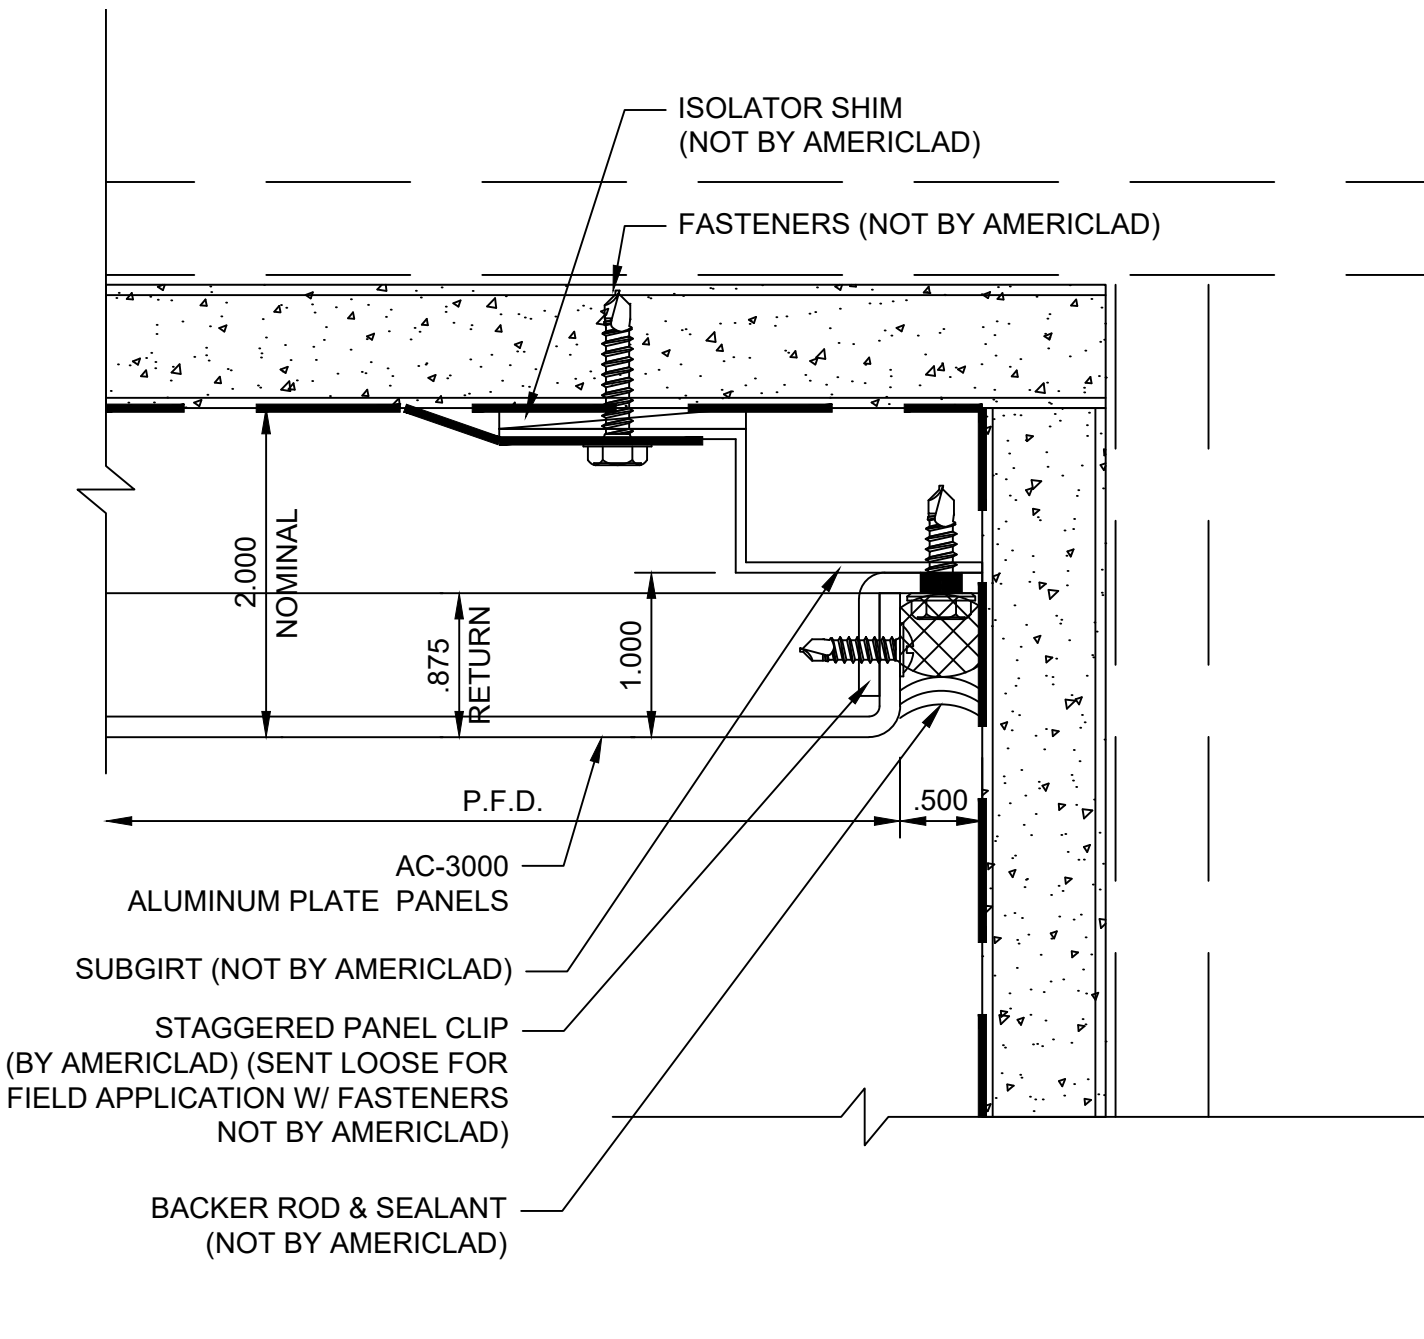 ISOLATOR SHIM
(NOT BY AMERICLAD)
FASTENERS (NOT BY AMERICLAD)
2.000
NOMINAL
.875
RETURN
1.000
P.F.D.
.500
AC-3000
ALUMINUM PLATE PANELS
SUBGIRT (NOT BY AMERICLAD)
STAGGERED PANEL CLIP
(BY AMERICLAD) (SENT LOOSE FOR
FIELD APPLICATION W/ FASTENERS
NOT BY AMERICLAD)
BACKER ROD & SEALANT
(NOT BY AMERICLAD)